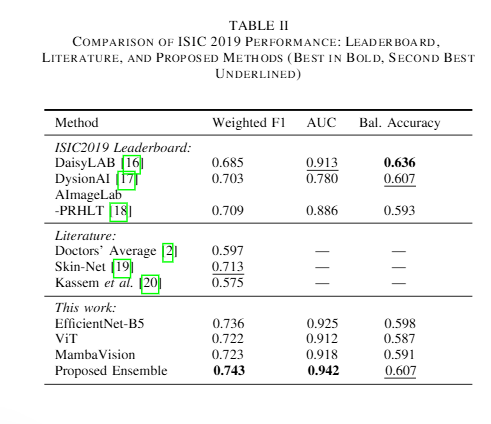 TABLE II
COMPARISON OF ISIC 2019 PERFORMANCE: LEADERBOARD,
LITERATURE, AND PROPOSED METHODS (BEST IN BOLD, SECOND BEST
UNDERLINED)
Method Weighted F1 AUC Bal. Accuracy
ISIC2019 Leaderboard:
DaisyLAB [16] 0.685 0.913 0.636
DysionAI [17] 0.703 0.780 0.607
AImageLab
-PRHLT [18] 0.709 0.886 0.593
Literature:
Doctors' Average [2] 0.597 — —
Skin-Net [19] 0.713 — —
Kassem et al. [20] 0.575 — —
This work:
EfficientNet-B5 0.736 0.925 0.598
ViT 0.722 0.912 0.587
MambaVision 0.723 0.918 0.591
Proposed Ensemble 0.743 0.942 0.607